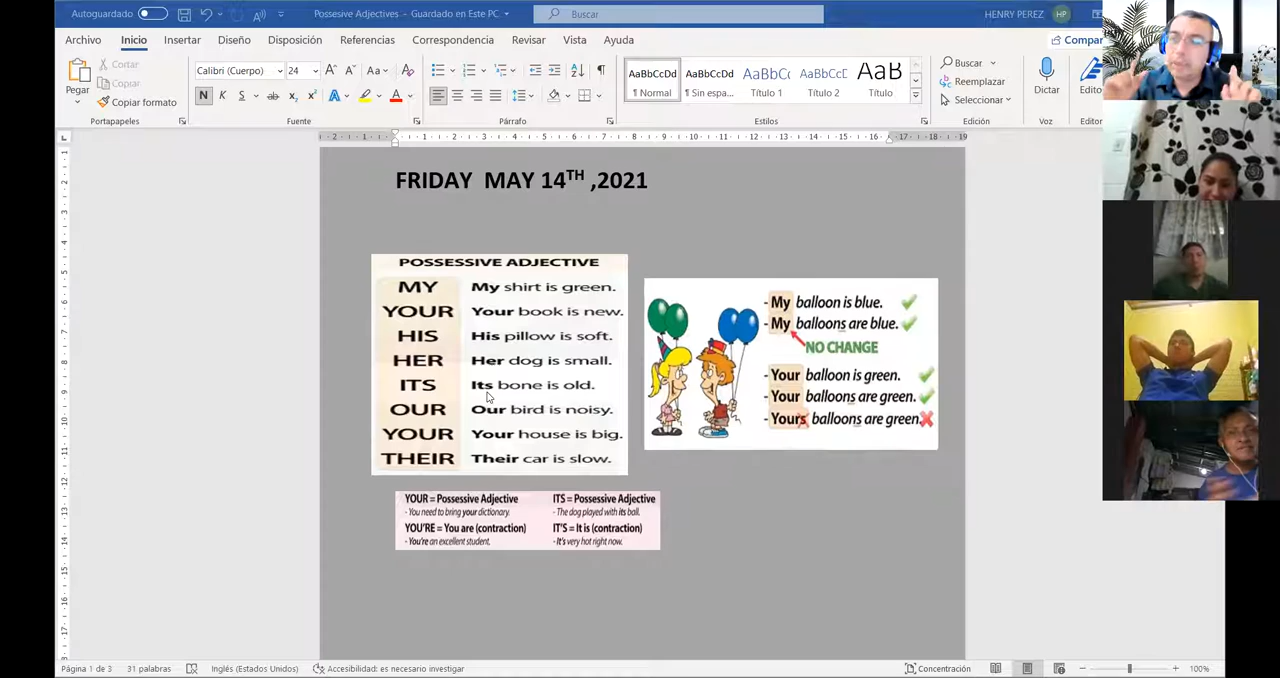 Autoguardado
Possesive Adjectives - Guardado en Este PC
Buscar
HENRY PEREZ
HP
Archivo
Inicio
Insertar
Diseño
Disposición
Referencias
Correspondencia
Revisar
Vista
Ayuda
Compar
Pegar
Cortar
Copiar
Copiar formato
Portapapeles
Calibri (Cuerpo)
24
Fuente
Párrafo
AaBbCcDd
¶ Normal
AaBbCcDd
¶ Sin espa...
AaBbCc
Título 1
AaBbCcE
Título 2
AaB
Título
Estilos
Buscar
Reemplazar
Seleccionar
Edición
Dictar
Voz
Edito
Editor
FRIDAY MAY 14TH ,2021
POSSESSIVE ADJECTIVE
MY My shirt is green.
YOUR Your book is new.
HIS His pillow is soft.
HER Her dog is small.
ITS Its bone is old.
OUR Our bird is noisy.
YOUR Your house is big.
THEIR Their car is slow.
- My balloon is blue.
- My balloons are blue.
NO CHANGE
- Your balloon is green.
- Your balloons are green.
- Yours balloons are green.
YOUR = Possessive Adjective
- You need to bring your dictionary.
YOU'RE = You are (contraction)
- You're an excellent student.
ITS = Possessive Adjective
- The dog played with its ball.
IT'S = It is (contraction)
- It's very hot right now.
Página 1 de 3
31 palabras
Inglés (Estados Unidos)
Accesibilidad: es necesario investigar
Concentración
100%